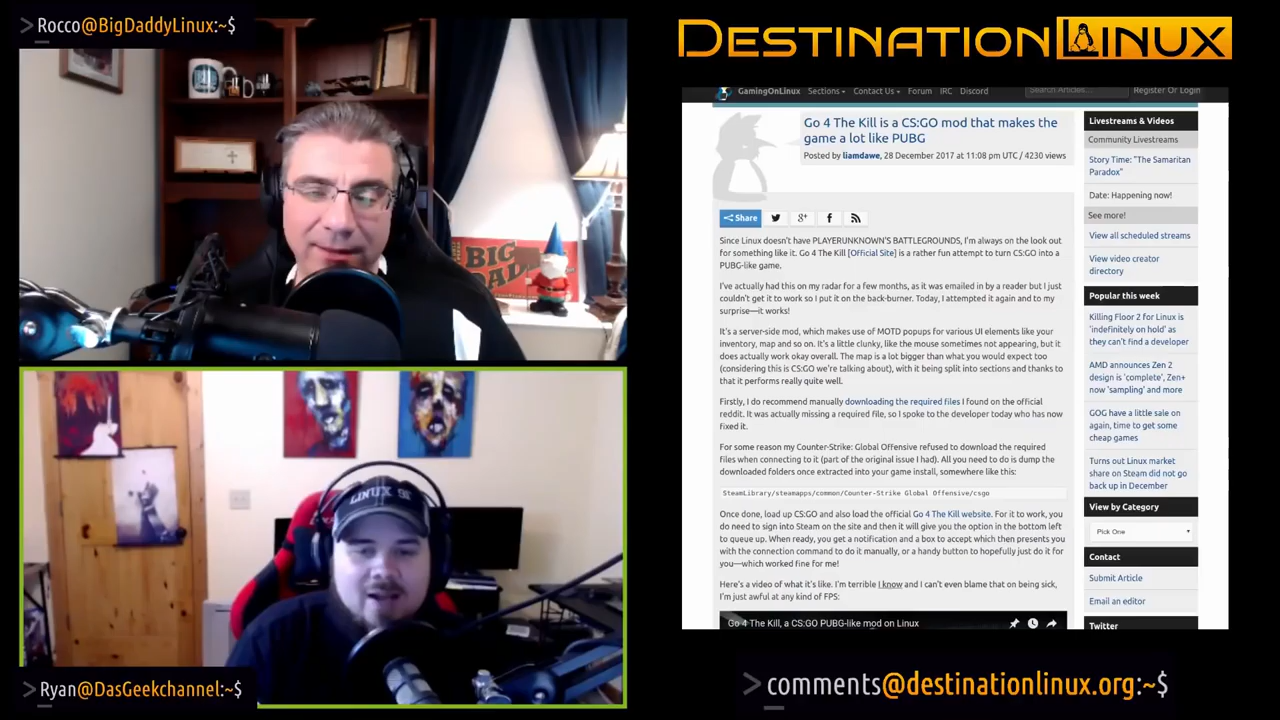 >Rocco@BigDaddyLinux:~$
BIG
LINUX
>Ryan@DasGeekchannel:~$
DESTINATION LINUX
GamingOnLinux Sections Contact Us Forum IRC Discord Search Articles... Register Or Login
Go 4 The Kill is a CS:GO mod that makes the
game a lot like PUBG
Posted by liamdawe, 28 December 2017 at 11:08 pm UTC / 4230 views
Share
Since Linux doesn't have PLAYERUNKNOWN'S BATTLEGROUNDS, I'm always on the look out
for something like it. Go 4 The Kill [Official Site] is a rather fun attempt to turn CS:GO into a
PUBG-like game.
I've actually had this on my radar for a few months, as it was emailed in by a reader but I just
couldn't get it to work so I put it on the back-burner. Today, I attempted it again and to my
surprise—it works!
It's a server-side mod, which makes use of MOTD popups for various UI elements like your
inventory, map and so on. It's a little clunky, like the mouse sometimes not appearing, but it
does actually work okay overall. The map is a lot bigger than what you would expect too
(considering this is CS:GO we're talking about), with it being split into sections and thanks to
that it performs really quite well.
Firstly, I do recommend manually downloading the required files I found on the official
reddit. It was actually missing a required file, so I spoke to the developer today who has now
fixed it.
For some reason my Counter-Strike: Global Offensive refused to download the required
files when connecting to it (part of the original issue I had). All you need to do is dump the
downloaded folders once extracted into your game install, somewhere like this:
SteamLibrary/steamapps/common/Counter-Strike Global Offensive/csgo
Once done, load up CS:GO and also load the official Go 4 The Kill website. For it to work, you
do need to sign into Steam on the site and then it will give you the option in the bottom left
to queue up. When ready, you get a notification and a box to accept which then presents you
with the connection command to do it manually, or a handy button to hopefully just do it for
you—which worked fine for me!
Here's a video of what it's like. I'm terrible I know and I can't even blame that on being sick,
I'm just awful at any kind of FPS:
Go 4 The Kill, a CS:GO PUBG-like mod on Linux
Livestreams & Videos
Community Livestreams
Story Time: "The Samaritan
Paradox"
Date: Happening now!
See more!
View all scheduled streams
View video creator
directory
Popular this week
Killing Floor 2 for Linux is
'indefinitely on hold' as
they can't find a developer
AMD announces Zen 2
design is 'complete', Zen+
now 'sampling' and more
GOG have a little sale on
again, time to get some
cheap games
Turns out Linux market
share on Steam did not go
back up in December
View by Category
Pick One
Contact
Submit Article
Email an editor
Twitter
>comments@destinationlinux.org:~$